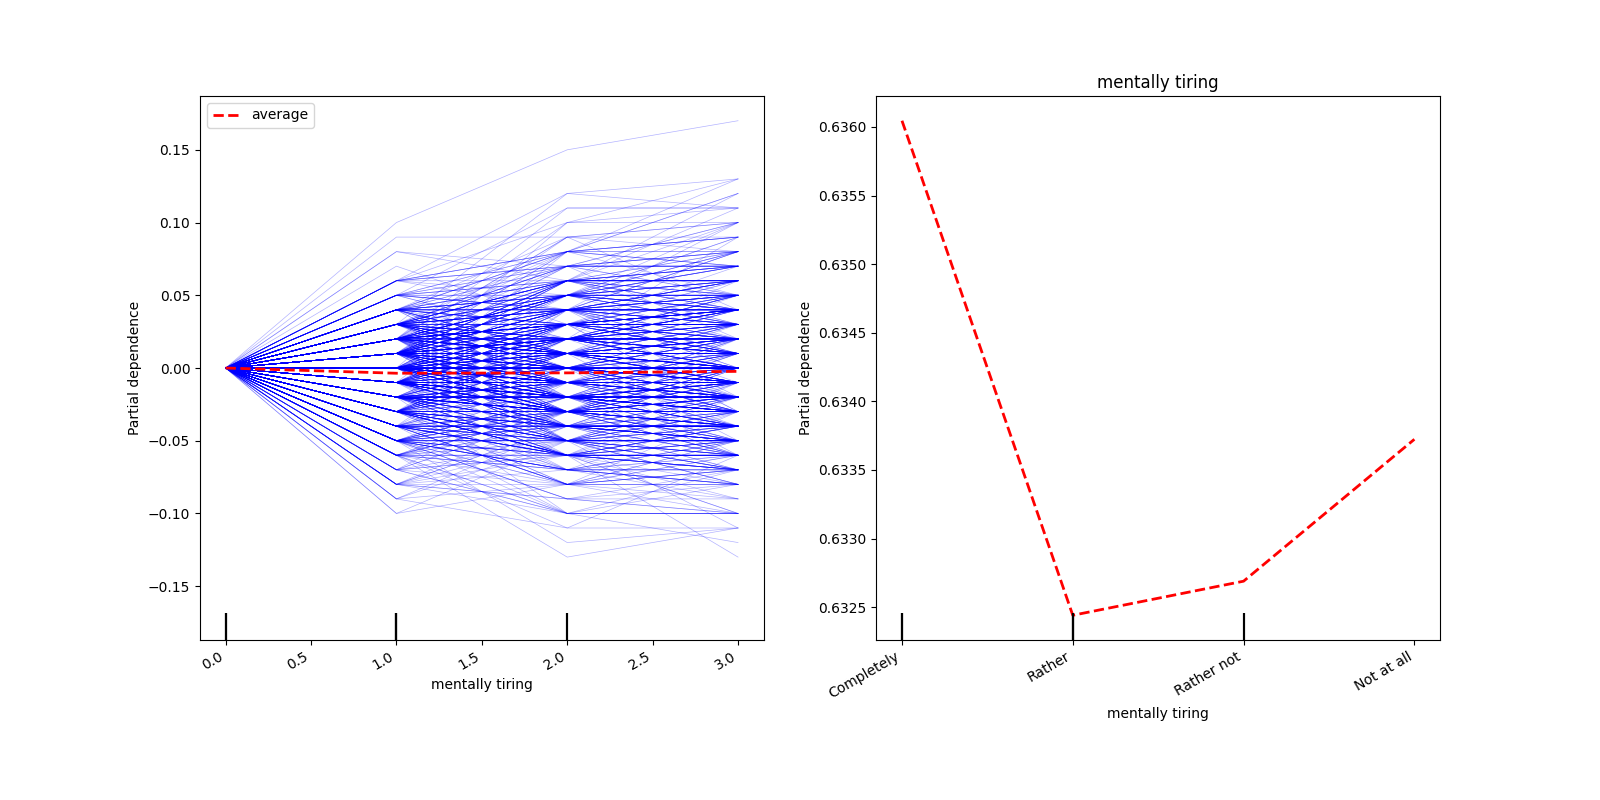 average
Partial dependence
0.15
0.10
0.05
0.00
−0.05
−0.10
−0.15
0.0
0.5
1.0
1.5
2.0
2.5
3.0
mentally tiring
mentally tiring
Partial dependence
0.6360
0.6355
0.6350
0.6345
0.6340
0.6335
0.6330
0.6325
Completely
Rather
Rather not
Not at all
mentally tiring